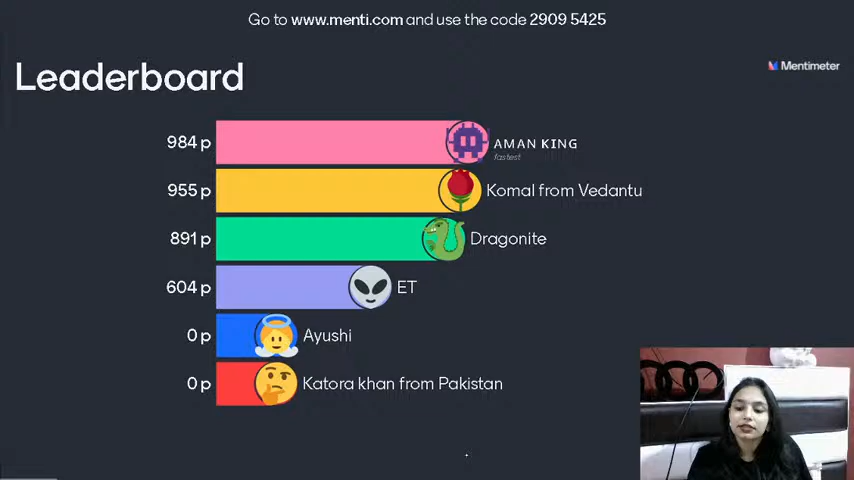 Go to www.menti.com and use the code 2909 5425
Leaderboard
Mentimeter
984 p AMAN KING
fastest
955 p Komal from Vedantu
891 p Dragonite
604 p ET
0 p Ayushi
0 p Katora khan from Pakistan